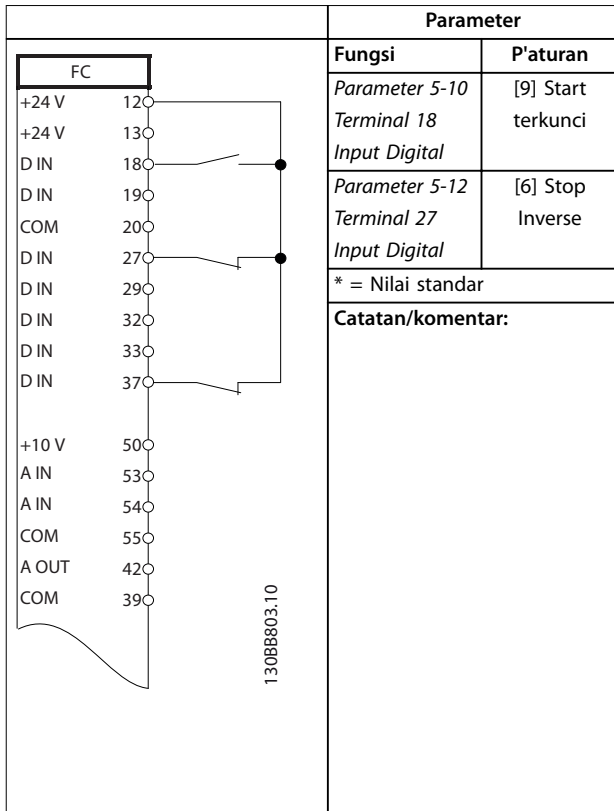 Parameter
Fungsi P'aturan
Parameter 5-10 [9] Start
Terminal 18 terkunci
Input Digital
Parameter 5-12 [6] Stop
Terminal 27 Inverse
Input Digital
* = Nilai standar
Catatan/komentar:
FC
+24 V 12
+24 V 13
D IN 18
D IN 19
COM 20
D IN 27
D IN 29
D IN 32
D IN 33
D IN 37
+10 V 50
A IN 53
A IN 54
COM 55
A OUT 42
COM 39
130BB803.10